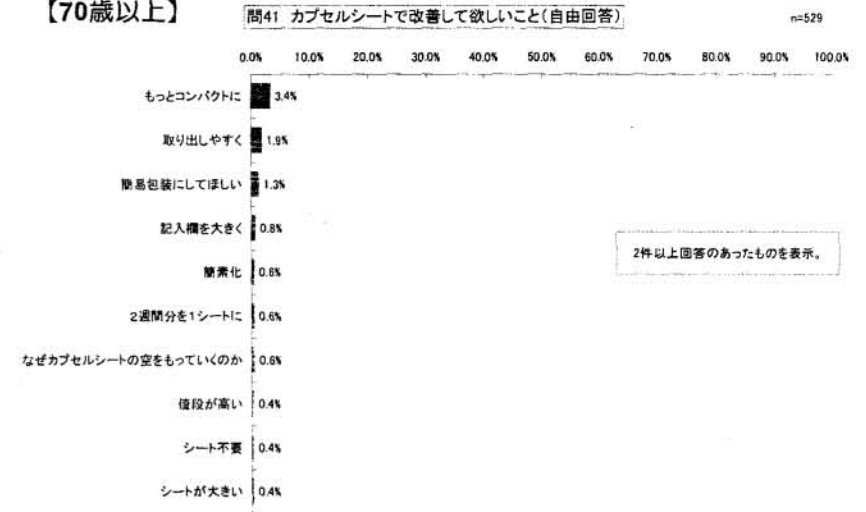 【70歳以上】
問41 カプセルシートで改善して欲しいこと(自由回答)
n=529
0.0% 10.0% 20.0% 30.0% 40.0% 50.0% 60.0% 70.0% 80.0% 90.0% 100.0%
もっとコンパクトに 3.4%
取り出しやすく 1.9%
簡易包装にしてほしい 1.3%
記入欄を大きく 0.8%
簡素化 0.6%
2週間分を1シートに 0.6%
なぜカプセルシートの空をもっていくのか 0.6%
値段が高い 0.4%
シート不要 0.4%
シートが大きい 0.4%
2件以上回答のあったものを表示。